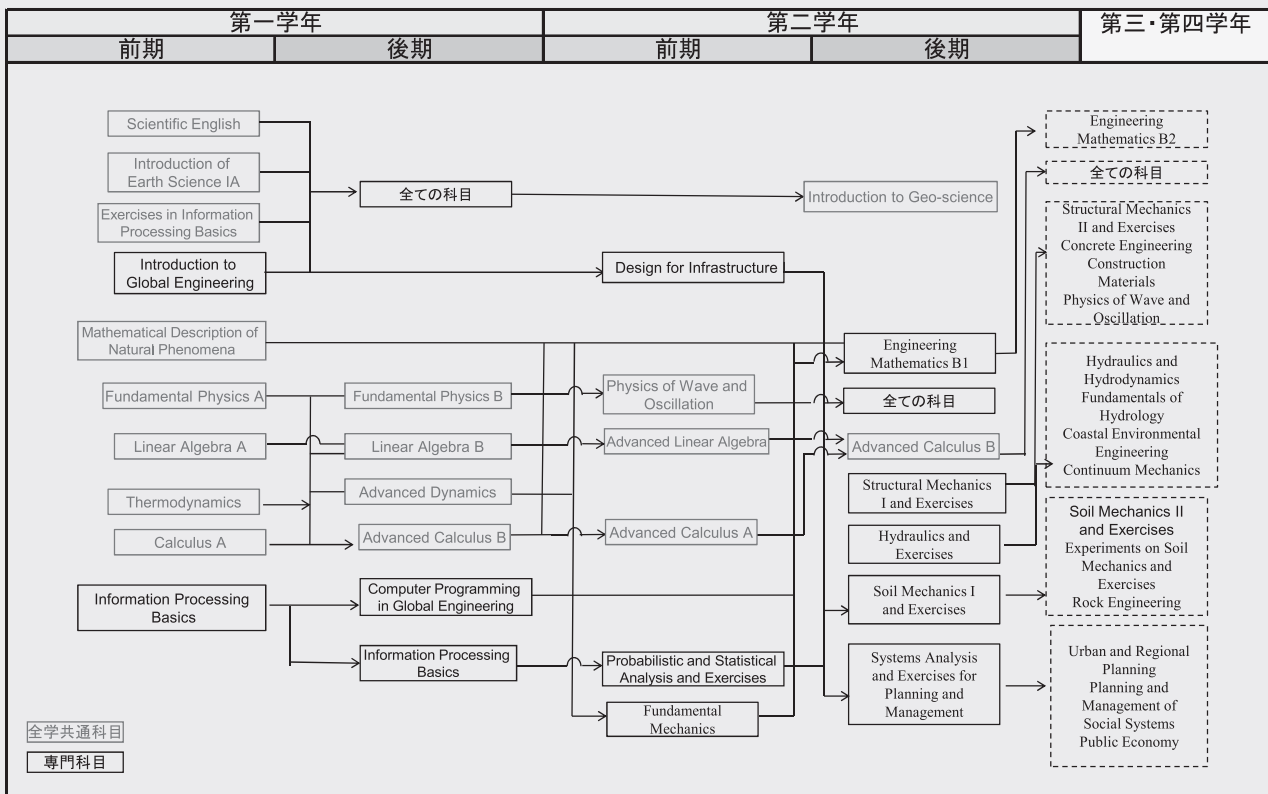 第一学年
第二学年
第三・第四学年
前期
後期
前期
後期
Scientific English
Introduction of
Earth Science IA
Exercises in Information
Processing Basics
Introduction to
Global Engineering
Mathematical Description of
Natural Phenomena
Fundamental Physics A
Linear Algebra A
Thermodynamics
Calculus A
Information Processing
Basics
全ての科目
Fundamental Physics B
Linear Algebra B
Advanced Dynamics
Advanced Calculus B
Computer Programming
in Global Engineering
Information Processing
Basics
Design for Infrastructure
Physics of Wave and
Oscillation
Advanced Linear Algebra
Advanced Calculus A
Probabilistic and Statistical
Analysis and Exercises
Fundamental
Mechanics
Introduction to Geo-science
Engineering
Mathematics B1
全ての科目
Advanced Calculus B
Structural Mechanics
I and Exercises
Hydraulics and
Exercises
Soil Mechanics I
and Exercises
Systems Analysis
and Exercises for
Planning and
Management
Engineering
Mathematics B2
全ての科目
Structural Mechanics
II and Exercises
Concrete Engineering
Construction
Materials
Physics of Wave and
Oscillation
Hydraulics and
Hydrodynamics
Fundamentals of
Hydrology
Coastal Environmental
Engineering
Continuum Mechanics
Soil Mechanics II
and Exercises
Experiments on Soil
Mechanics and
Exercises
Rock Engineering
Urban and Regional
Planning
Planning and
Management of
Social Systems
Public Economy
全学共通科目
専門科目